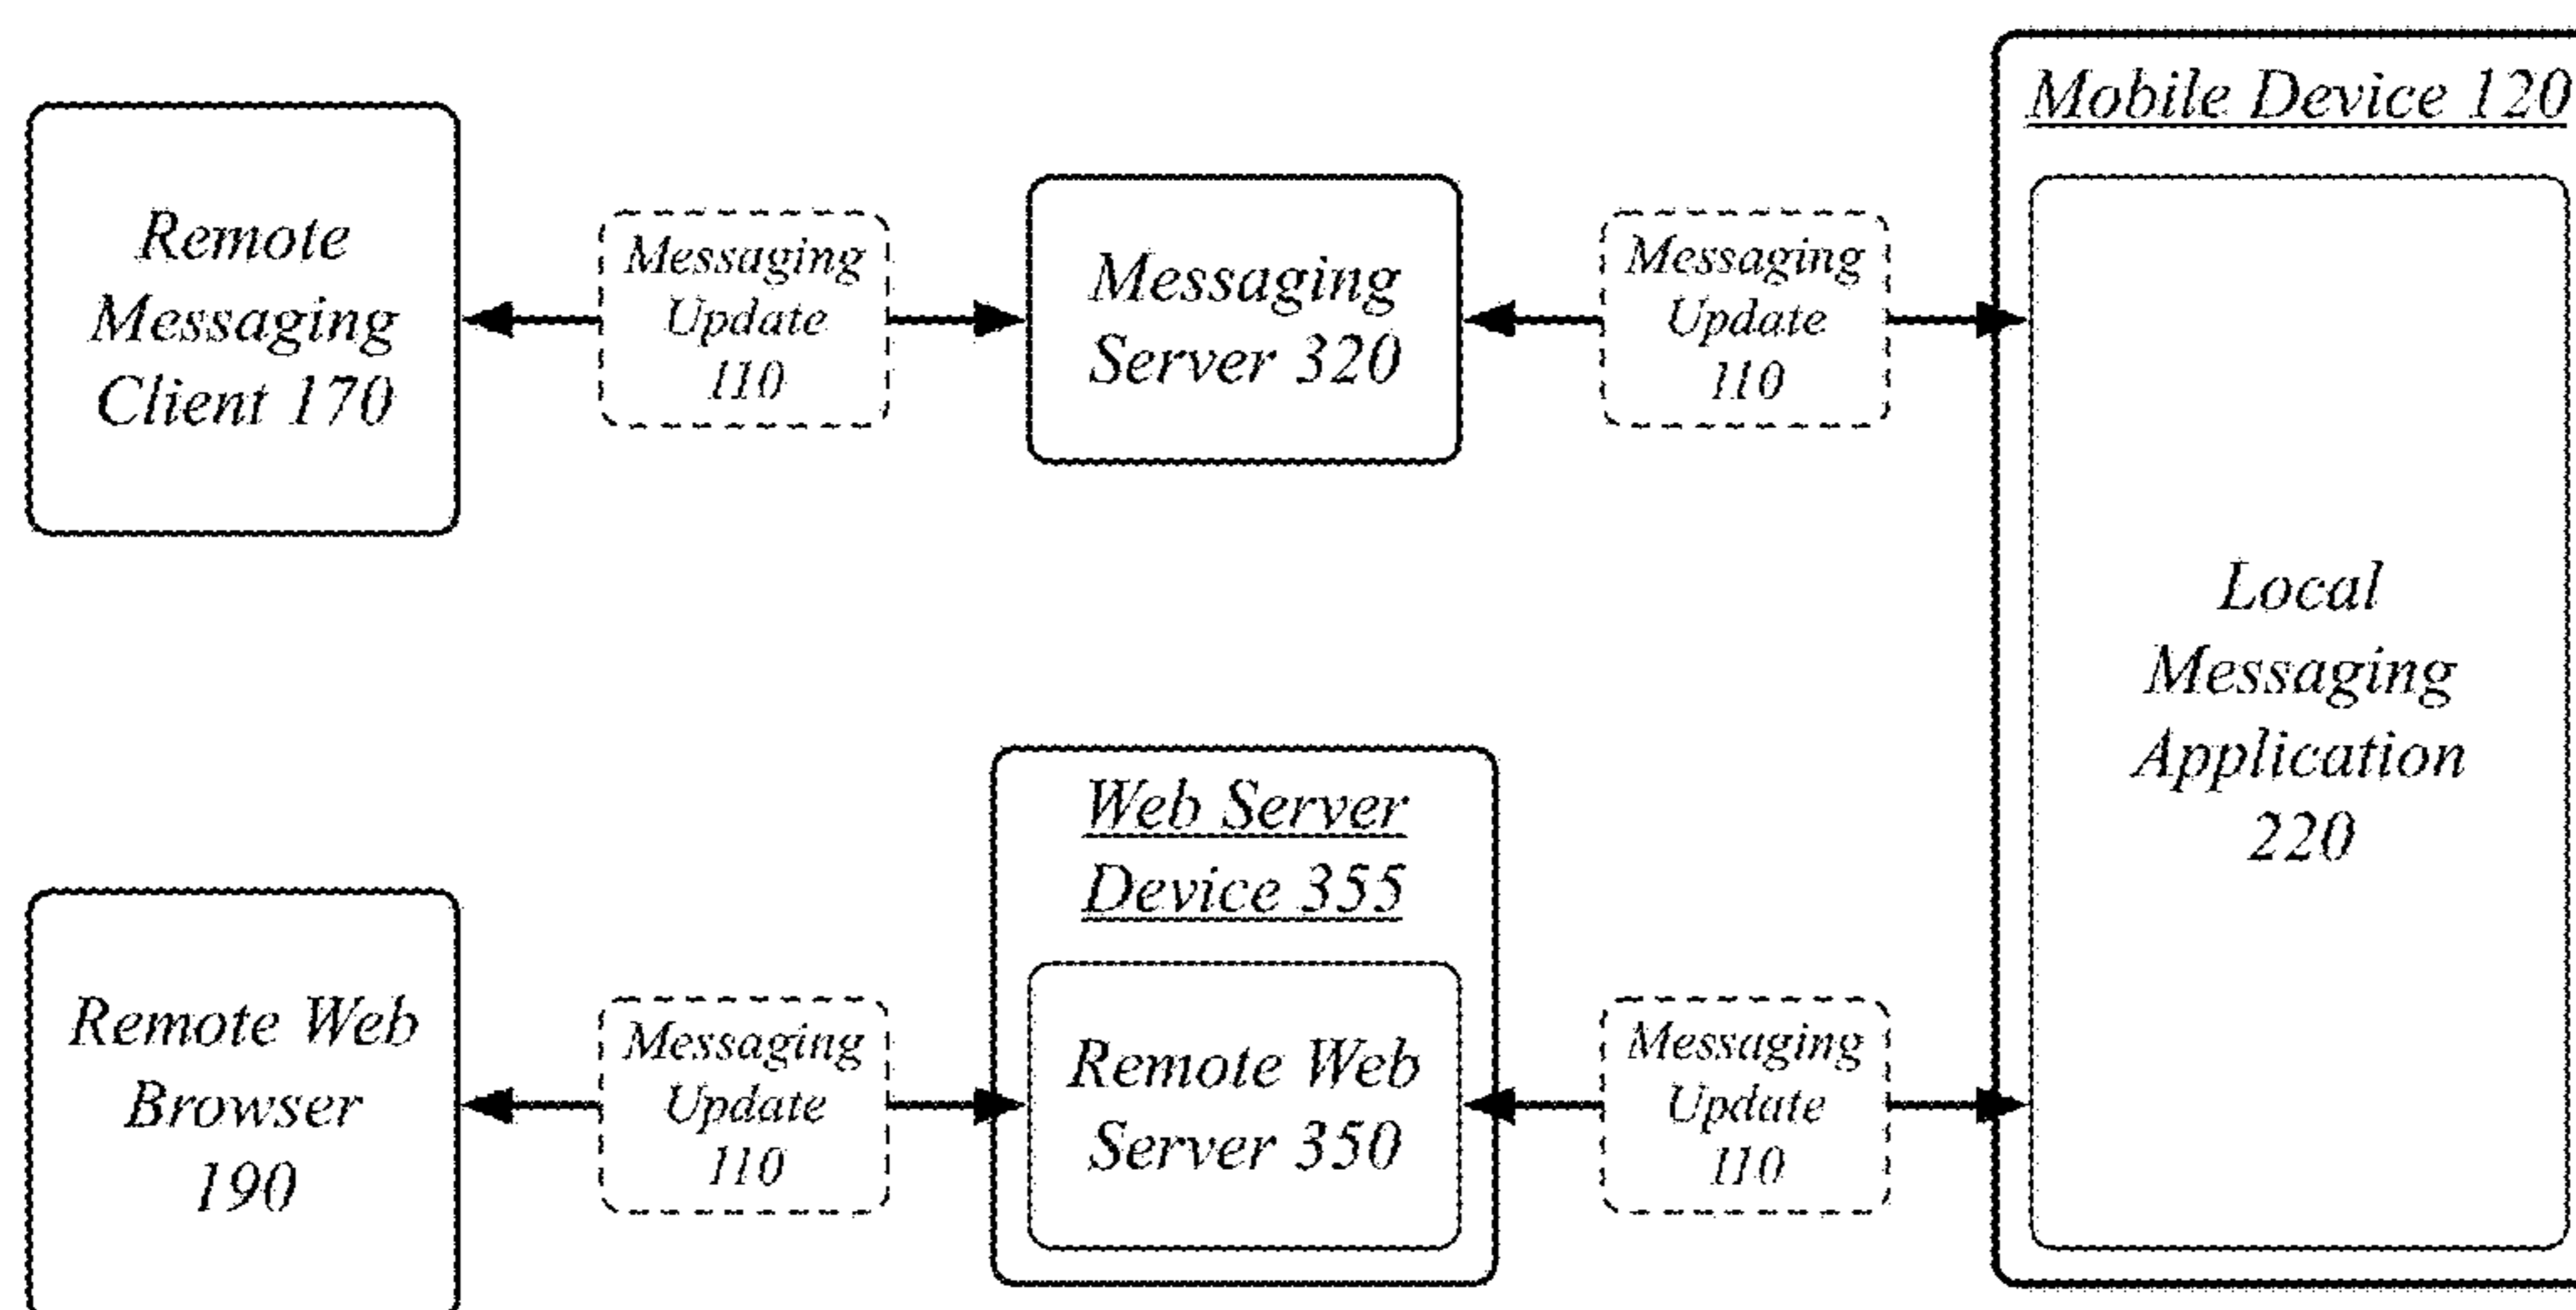 Mobile Device 120
Remote
Messaging
Client 170
Messaging
Update
110
Messaging
Server 320
Messaging
Update
110
Local
Messaging
Application
220
Web Server
Device 355
Remote Web
Browser
190
Messaging
Update
110
Remote Web
Server 350
Messaging
Update
110